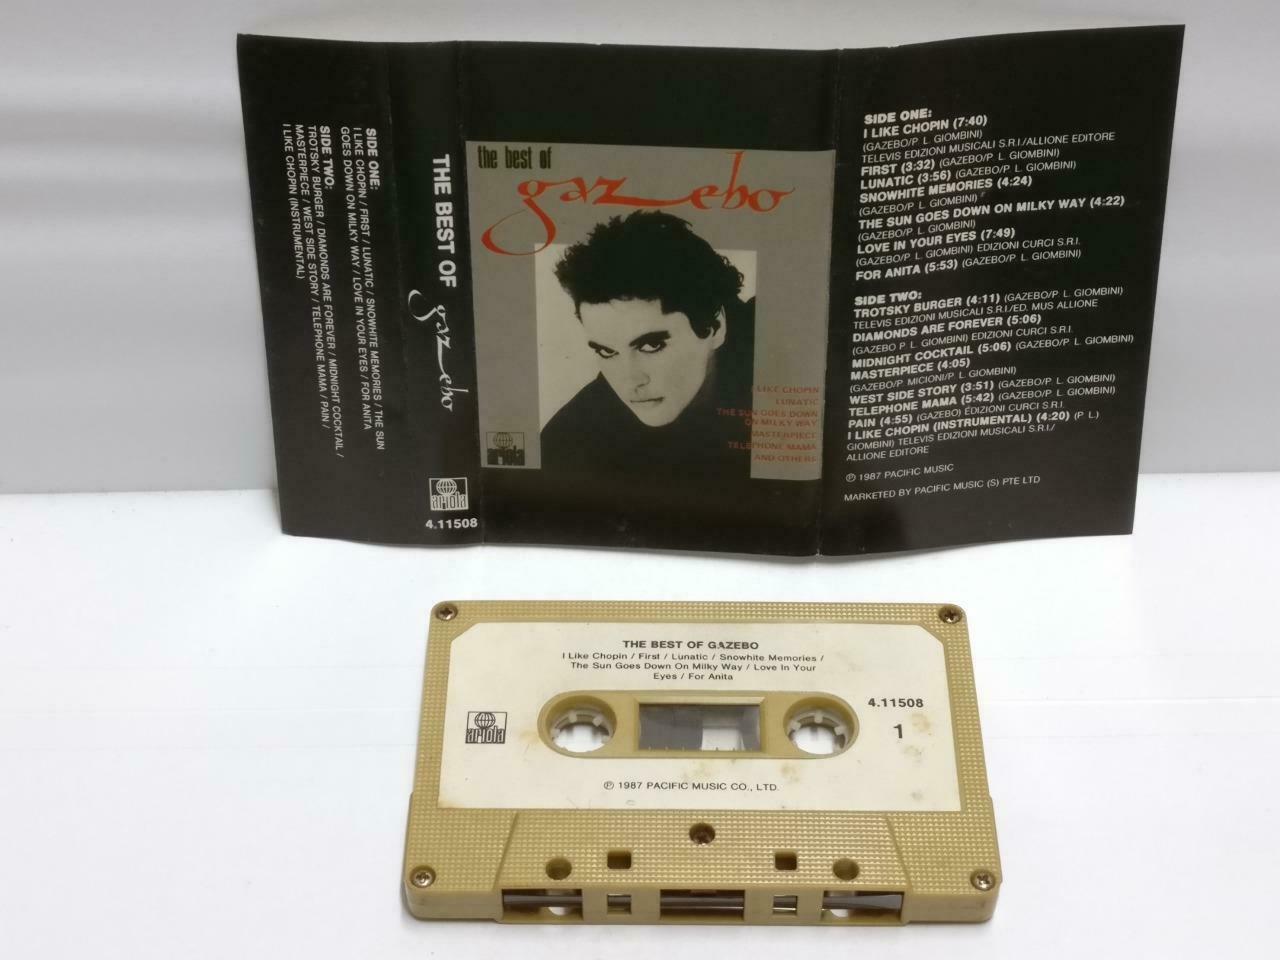 SIDE ONE:
I LIKE CHOPIN / FIRST / LUNATIC / SNOWHITE MEMORIES / THE SUN
GOES DOWN ON MILKY WAY / LOVE IN YOUR EYES / FOR ANITA
SIDE TWO:
TROTSKY BURGER / DIAMONDS ARE FOREVER / MIDNIGHT COCKTAIL /
MASTERPIECE / WEST SIDE STORY / TELEPHONE MAMA / PAIN /
I LIKE CHOPIN (INSTRUMENTAL)
THE BEST OF gazebo
ariola
4.11508
the best of
gazebo
I LIKE CHOPIN
LUNATIC
THE SUN GOES DOWN
ON MILKY WAY
MASTERPIECE
TELEPHONE MAMA
AND OTHERS
ariola
SIDE ONE:
I LIKE CHOPIN (7:40)
(GAZEBO/P. L. GIOMBINI)
TELEVIS EDIZIONI MUSICALI S.R.I./ALLIONE EDITORE
FIRST (3:32) (GAZEBO/P. L. GIOMBINI)
LUNATIC (3:56) (GAZEBO/P. L. GIOMBINI)
SNOWHITE MEMORIES (4:24)
(GAZEBO/P. L. GIOMBINI)
THE SUN GOES DOWN ON MILKY WAY (4:22)
(GAZEBO/P. L. GIOMBINI)
LOVE IN YOUR EYES (7:49)
(GAZEBO/P. L. GIOMBINI) EDIZIONI CURCI S.R.I.
FOR ANITA (5:53) (GAZEBO/P. L. GIOMBINI)
SIDE TWO:
TROTSKY BURGER (4:11) (GAZEBO/P. L. GIOMBINI)
TELEVIS EDIZIONI MUSICALI S.R.I/ED. MUS ALLIONE
DIAMONDS ARE FOREVER (5:06)
(GAZEBO P. L. GIOMBINI) EDIZIONI CURCI S.R.I.
MIDNIGHT COCKTAIL (5:06) (GAZEBO/P. L. GIOMBINI)
MASTERPIECE (4:05)
(GAZEBO/P. MICIONI/P. L. GIOMBINI)
WEST SIDE STORY (3:51) (GAZEBO/P. L. GIOMBINI)
TELEPHONE MAMA (5:42) (GAZEBO/P. L. GIOMBINI)
PAIN (4:55) (GAZEBO) EDIZIONI CURCI S.R.I.
I LIKE CHOPIN (INSTRUMENTAL) (4:20) (P L.)
GIOMBINI) TELEVIS EDIZIONI MUSICALI S.R.I./
ALLIONE EDITORE
℗ 1987 PACIFIC MUSIC
MARKETED BY PACIFIC MUSIC (S) PTE LTD
THE BEST OF GAZEBO
I Like Chopin / First / Lunatic / Snowhite Memories /
The Sun Goes Down On Milky Way / Love In Your
Eyes / For Anita
4.11508
ariola
1
℗ 1987 PACIFIC MUSIC CO., LTD.